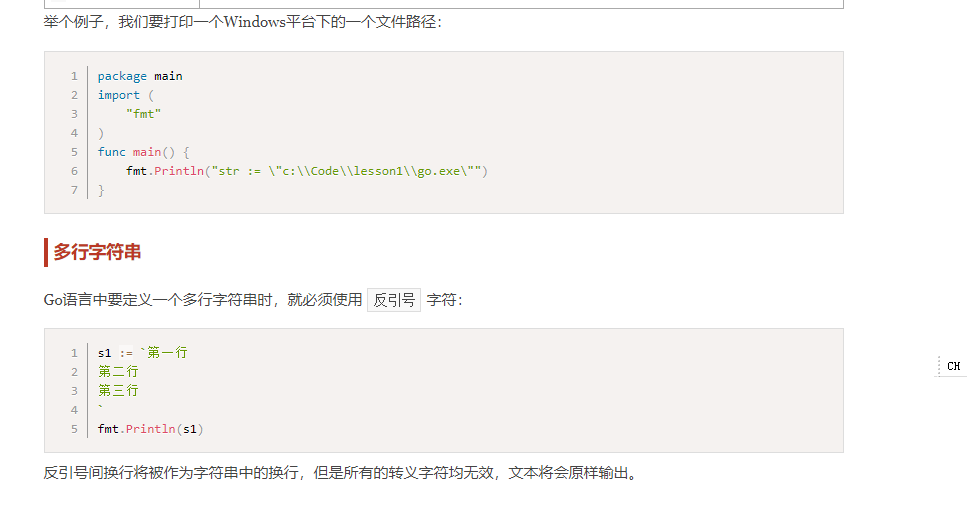 举个例子，我们要打印一个Windows平台下的一个文件路径：
1 package main
2 import (
3     "fmt"
4 )
5 func main() {
6     fmt.Println("str := \"c:\\Code\\lesson1\\go.exe\"")
7 }
多行字符串
Go语言中要定义一个多行字符串时，就必须使用 反引号 字符：
1 s1 := `第一行
2 第二行
3 第三行
4 `
5 fmt.Println(s1)
CH
反引号间换行将被作为字符串中的换行，但是所有的转义字符均无效，文本将会原样输出。